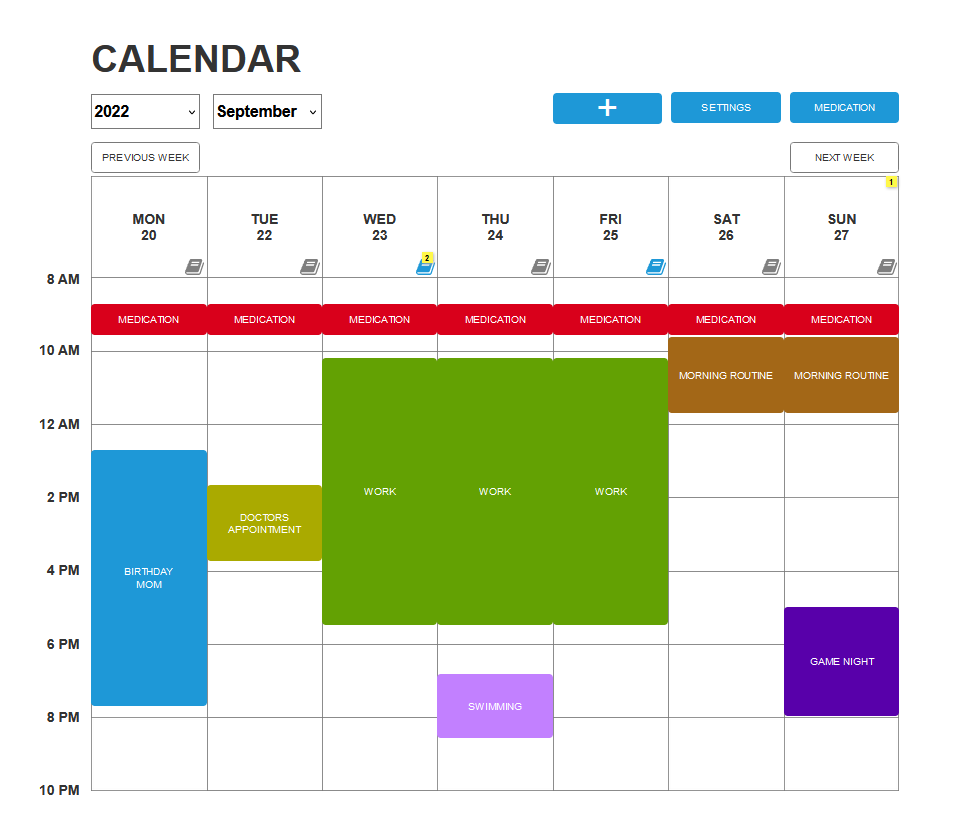 CALENDAR
2022
September
+
SETTINGS
MEDICATION
PREVIOUS WEEK
NEXT WEEK
1
MON
20
TUE
22
WED
23
THU
24
FRI
25
SAT
26
SUN
27
2
8 AM
MEDICATION
MEDICATION
MEDICATION
MEDICATION
MEDICATION
MEDICATION
MEDICATION
10 AM
MORNING ROUTINE
MORNING ROUTINE
12 AM
2 PM
WORK
WORK
WORK
DOCTORS
APPOINTMENT
4 PM
BIRTHDAY
MOM
6 PM
GAME NIGHT
SWIMMING
8 PM
10 PM